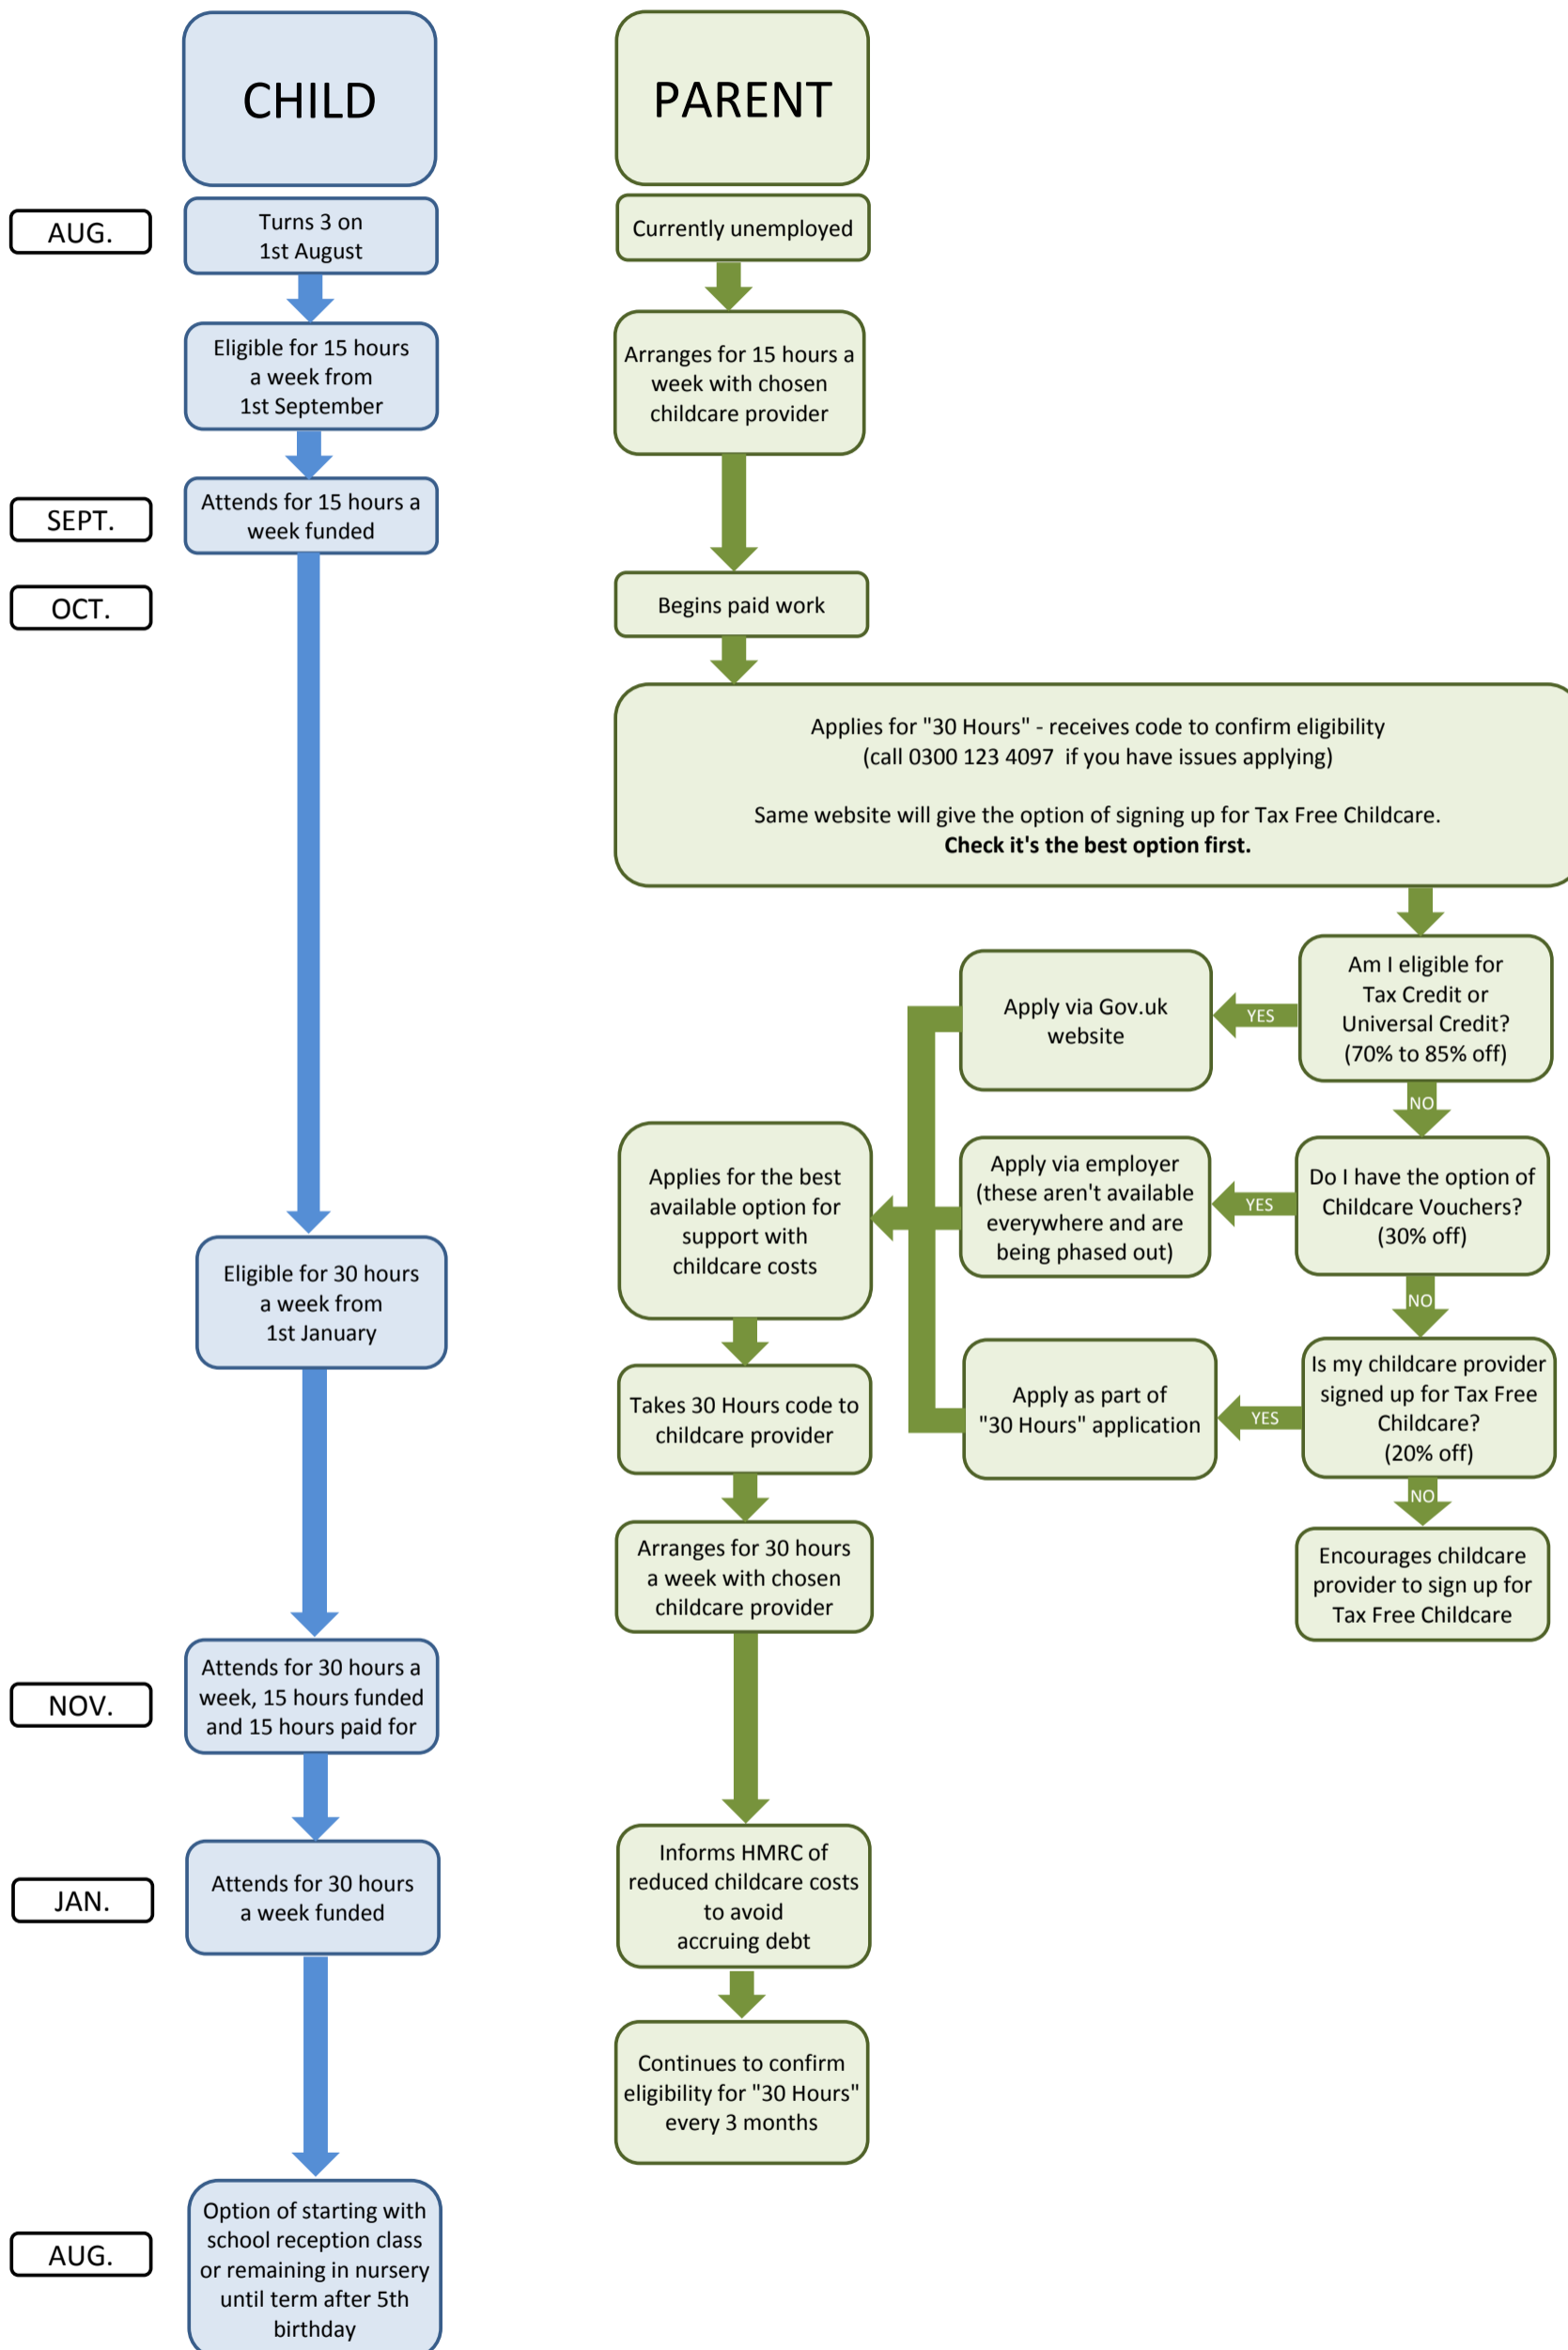 CHILD
PARENT
AUG.
Turns 3 on
1st August
Currently unemployed
Eligible for 15 hours
a week from
1st September
Arranges for 15 hours a
week with chosen
childcare provider
SEPT.
Attends for 15 hours a
week funded
OCT.
Begins paid work
Applies for "30 Hours" - receives code to confirm eligibility
(call 0300 123 4097  if you have issues applying)
Same website will give the option of signing up for Tax Free Childcare.
Check it's the best option first.
Am I eligible for
Tax Credit or
Universal Credit?
(70% to 85% off)
YES
Apply via Gov.uk
website
NO
Do I have the option of
Childcare Vouchers?
(30% off)
YES
Apply via employer
(these aren't available
everywhere and are
being phased out)
Applies for the best
available option for
support with
childcare costs
NO
Is my childcare provider
signed up for Tax Free
Childcare?
(20% off)
YES
Apply as part of
"30 Hours" application
NO
Encourages childcare
provider to sign up for
Tax Free Childcare
Eligible for 30 hours
a week from
1st January
Takes 30 Hours code to
childcare provider
Arranges for 30 hours
a week with chosen
childcare provider
NOV.
Attends for 30 hours a
week, 15 hours funded
and 15 hours paid for
JAN.
Attends for 30 hours
a week funded
Informs HMRC of
reduced childcare costs
to avoid
accruing debt
Continues to confirm
eligibility for "30 Hours"
every 3 months
AUG.
Option of starting with
school reception class
or remaining in nursery
until term after 5th
birthday